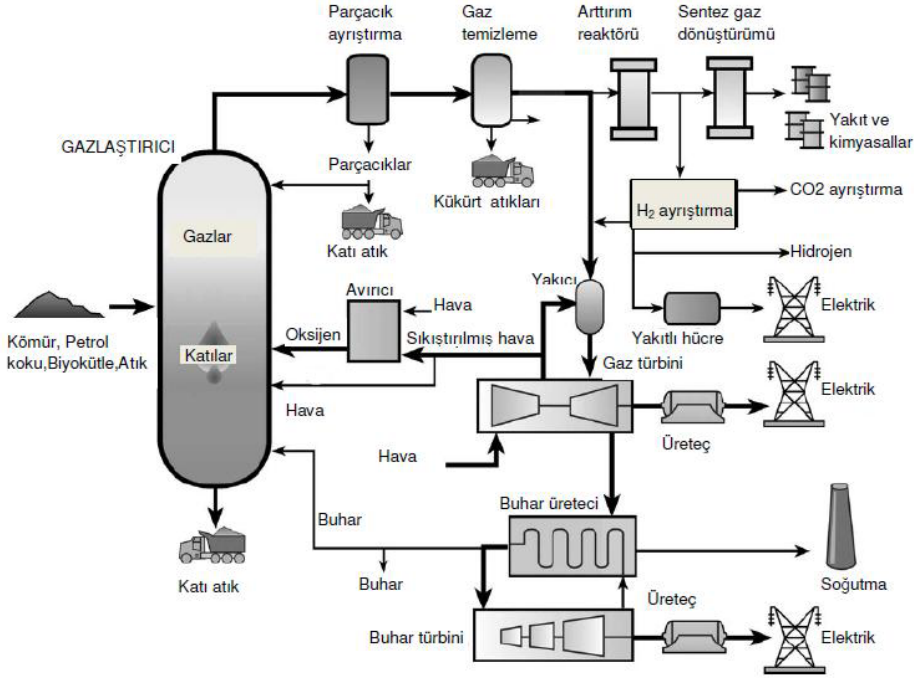 Parçacık
ayrıştırma
Gaz
temizleme
Arttırım
reaktörü
Sentez gaz
dönüştürümü
GAZLAŞTIRICI
Yakıt ve
kimyasallar
Parçacıklar
Kükürt atıkları
CO2 ayrıştırma
H2 ayrıştırma
Gazlar
Katı atık
Hidrojen
Yakıcı
Ayırıcı
Hava
Elektrik
Kömür, Petrol
koku,Biyokütle,Atık
Oksijen
Sıkıştırılmış hava
Yakıtlı hücre
Katılar
Gaz türbini
Hava
Elektrik
Üreteç
Hava
Buhar üreteci
Buhar
Katı atık
Buhar
Soğutma
Üreteç
Buhar türbini
Elektrik